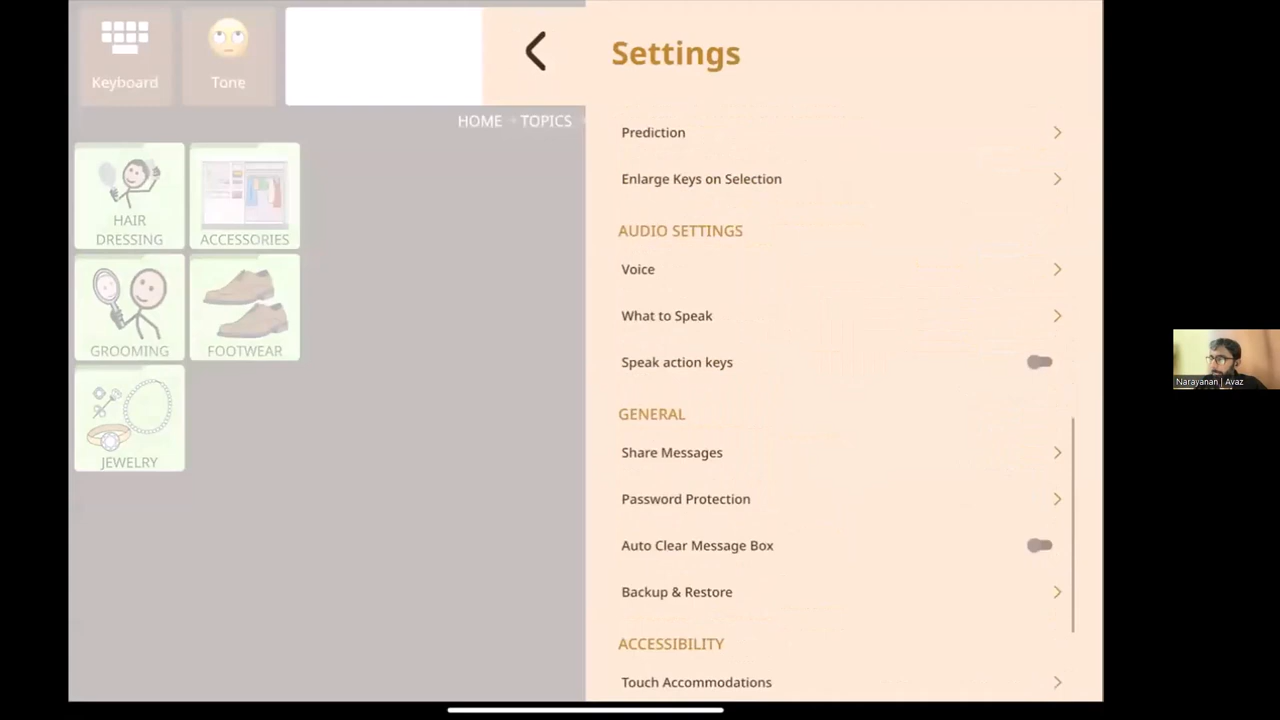 Keyboard
Tone
Settings
HOME
TOPICS
HAIR
DRESSING
ACCESSORIES
GROOMING
FOOTWEAR
JEWELRY
Prediction
Enlarge Keys on Selection
AUDIO SETTINGS
Voice
What to Speak
Speak action keys
GENERAL
Share Messages
Password Protection
Auto Clear Message Box
Backup & Restore
ACCESSIBILITY
Touch Accommodations
Narayanan | Avaz